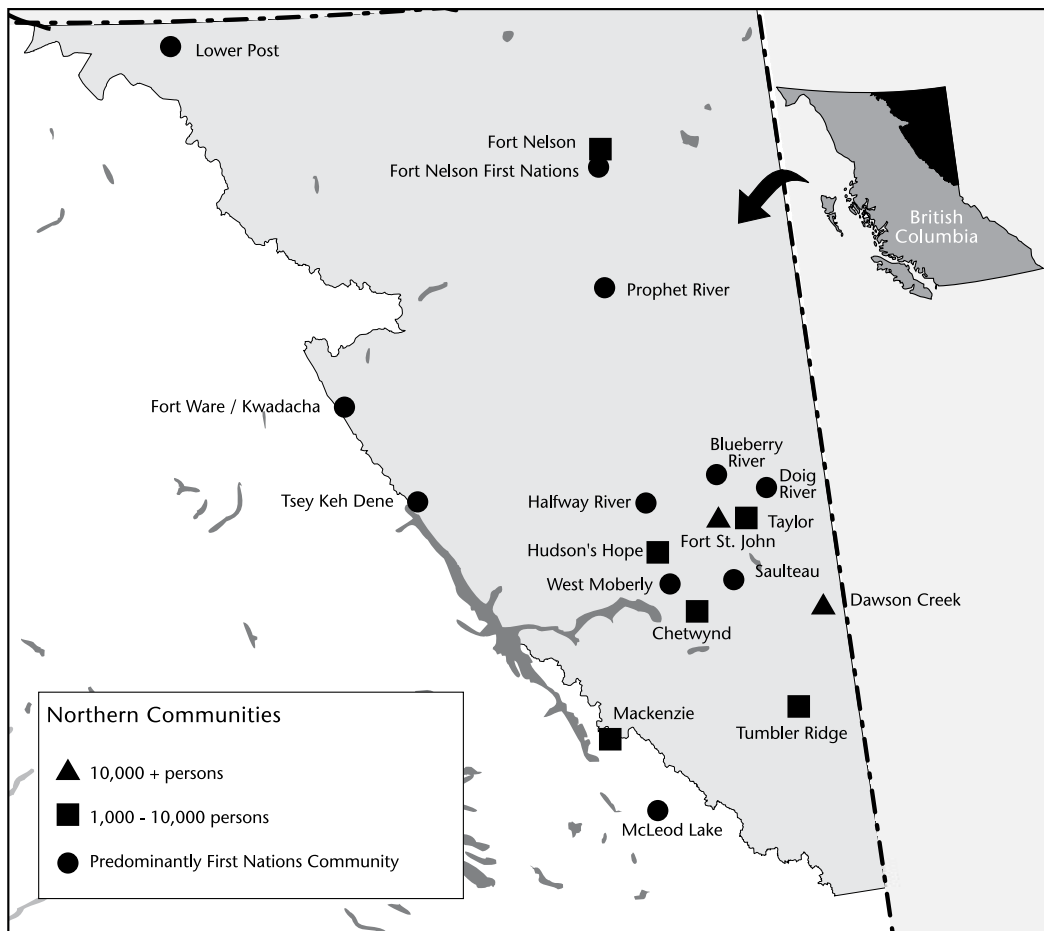 Lower Post
Fort Nelson
Fort Nelson First Nations
British
Columbia
Prophet River
Fort Ware / Kwadacha
Blueberry
River
Doig
River
Tsey Keh Dene
Halfway River
Taylor
Fort St. John
Hudson's Hope
Saulteau
West Moberly
Dawson Creek
Chetwynd
Mackenzie
Tumbler Ridge
McLeod Lake
Northern Communities
10,000 + persons
1,000 - 10,000 persons
Predominantly First Nations Community